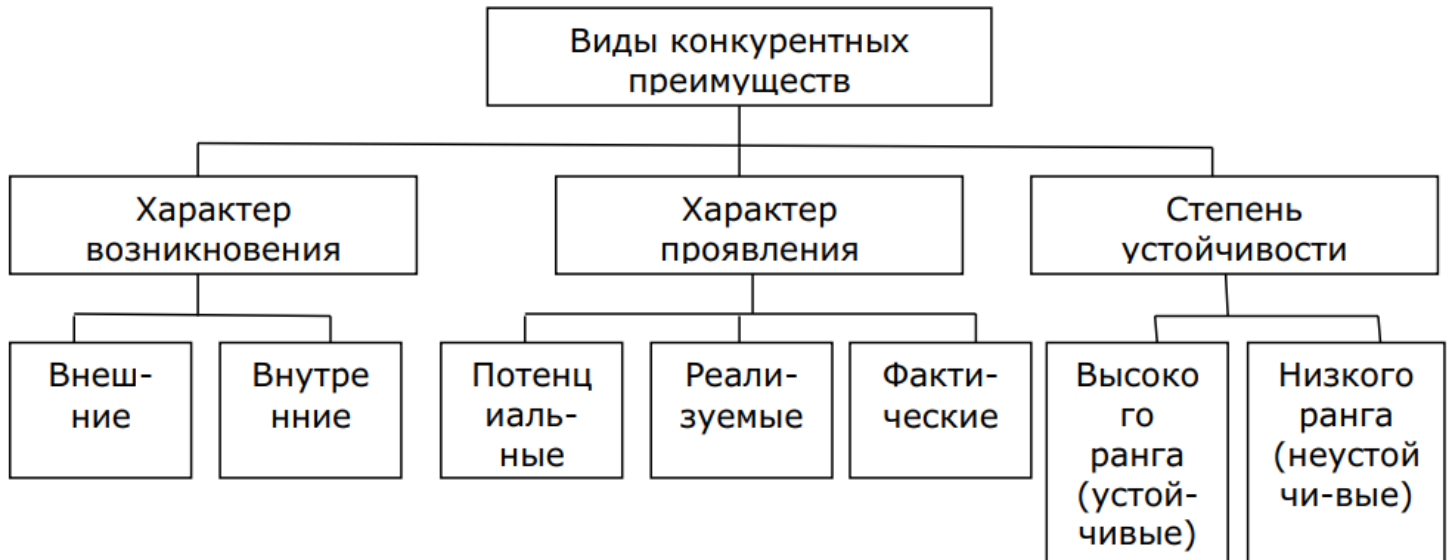 Виды конкурентных
преимуществ
Характер
возникновения
Характер
проявления
Степень
устойчивости
Внеш-
ние
Внутре
нние
Потенц
иаль-
ные
Реали-
зуемые
Факти-
ческие
Высоко
го
ранга
(устой-
чивые)
Низкого
ранга
(неустой
чи-вые)